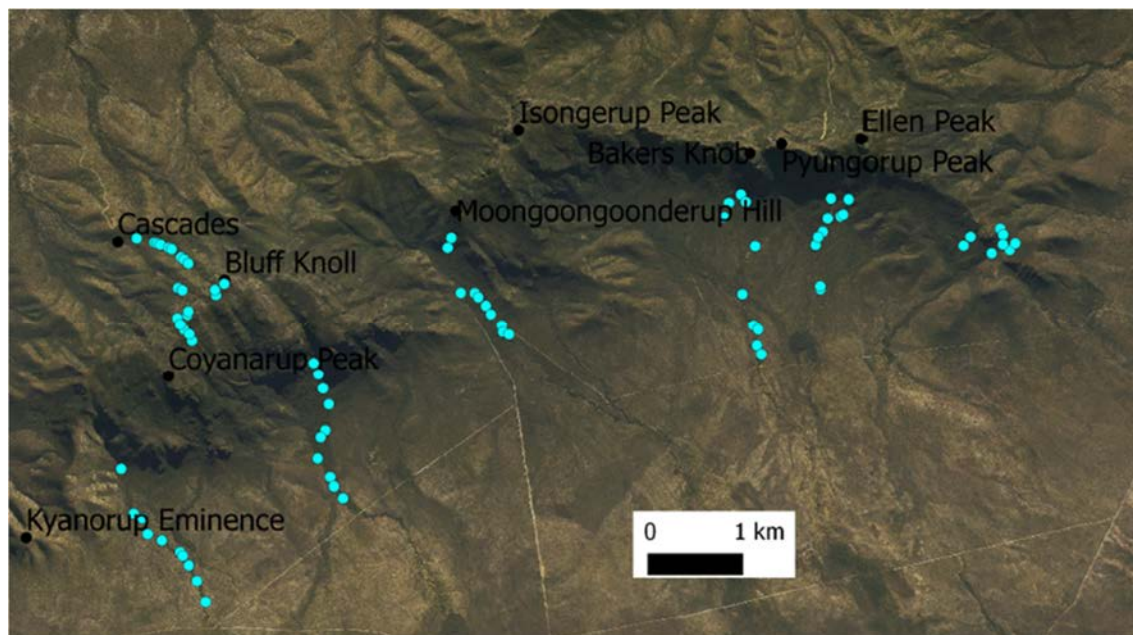 Isongerup Peak
Ellen Peak
Bakers Knob
Pyungorup Peak
Moongoongoonderup Hill
Cascades
Bluff Knoll
Coyanarup Peak
Kyanorup Eminence
0 1 km